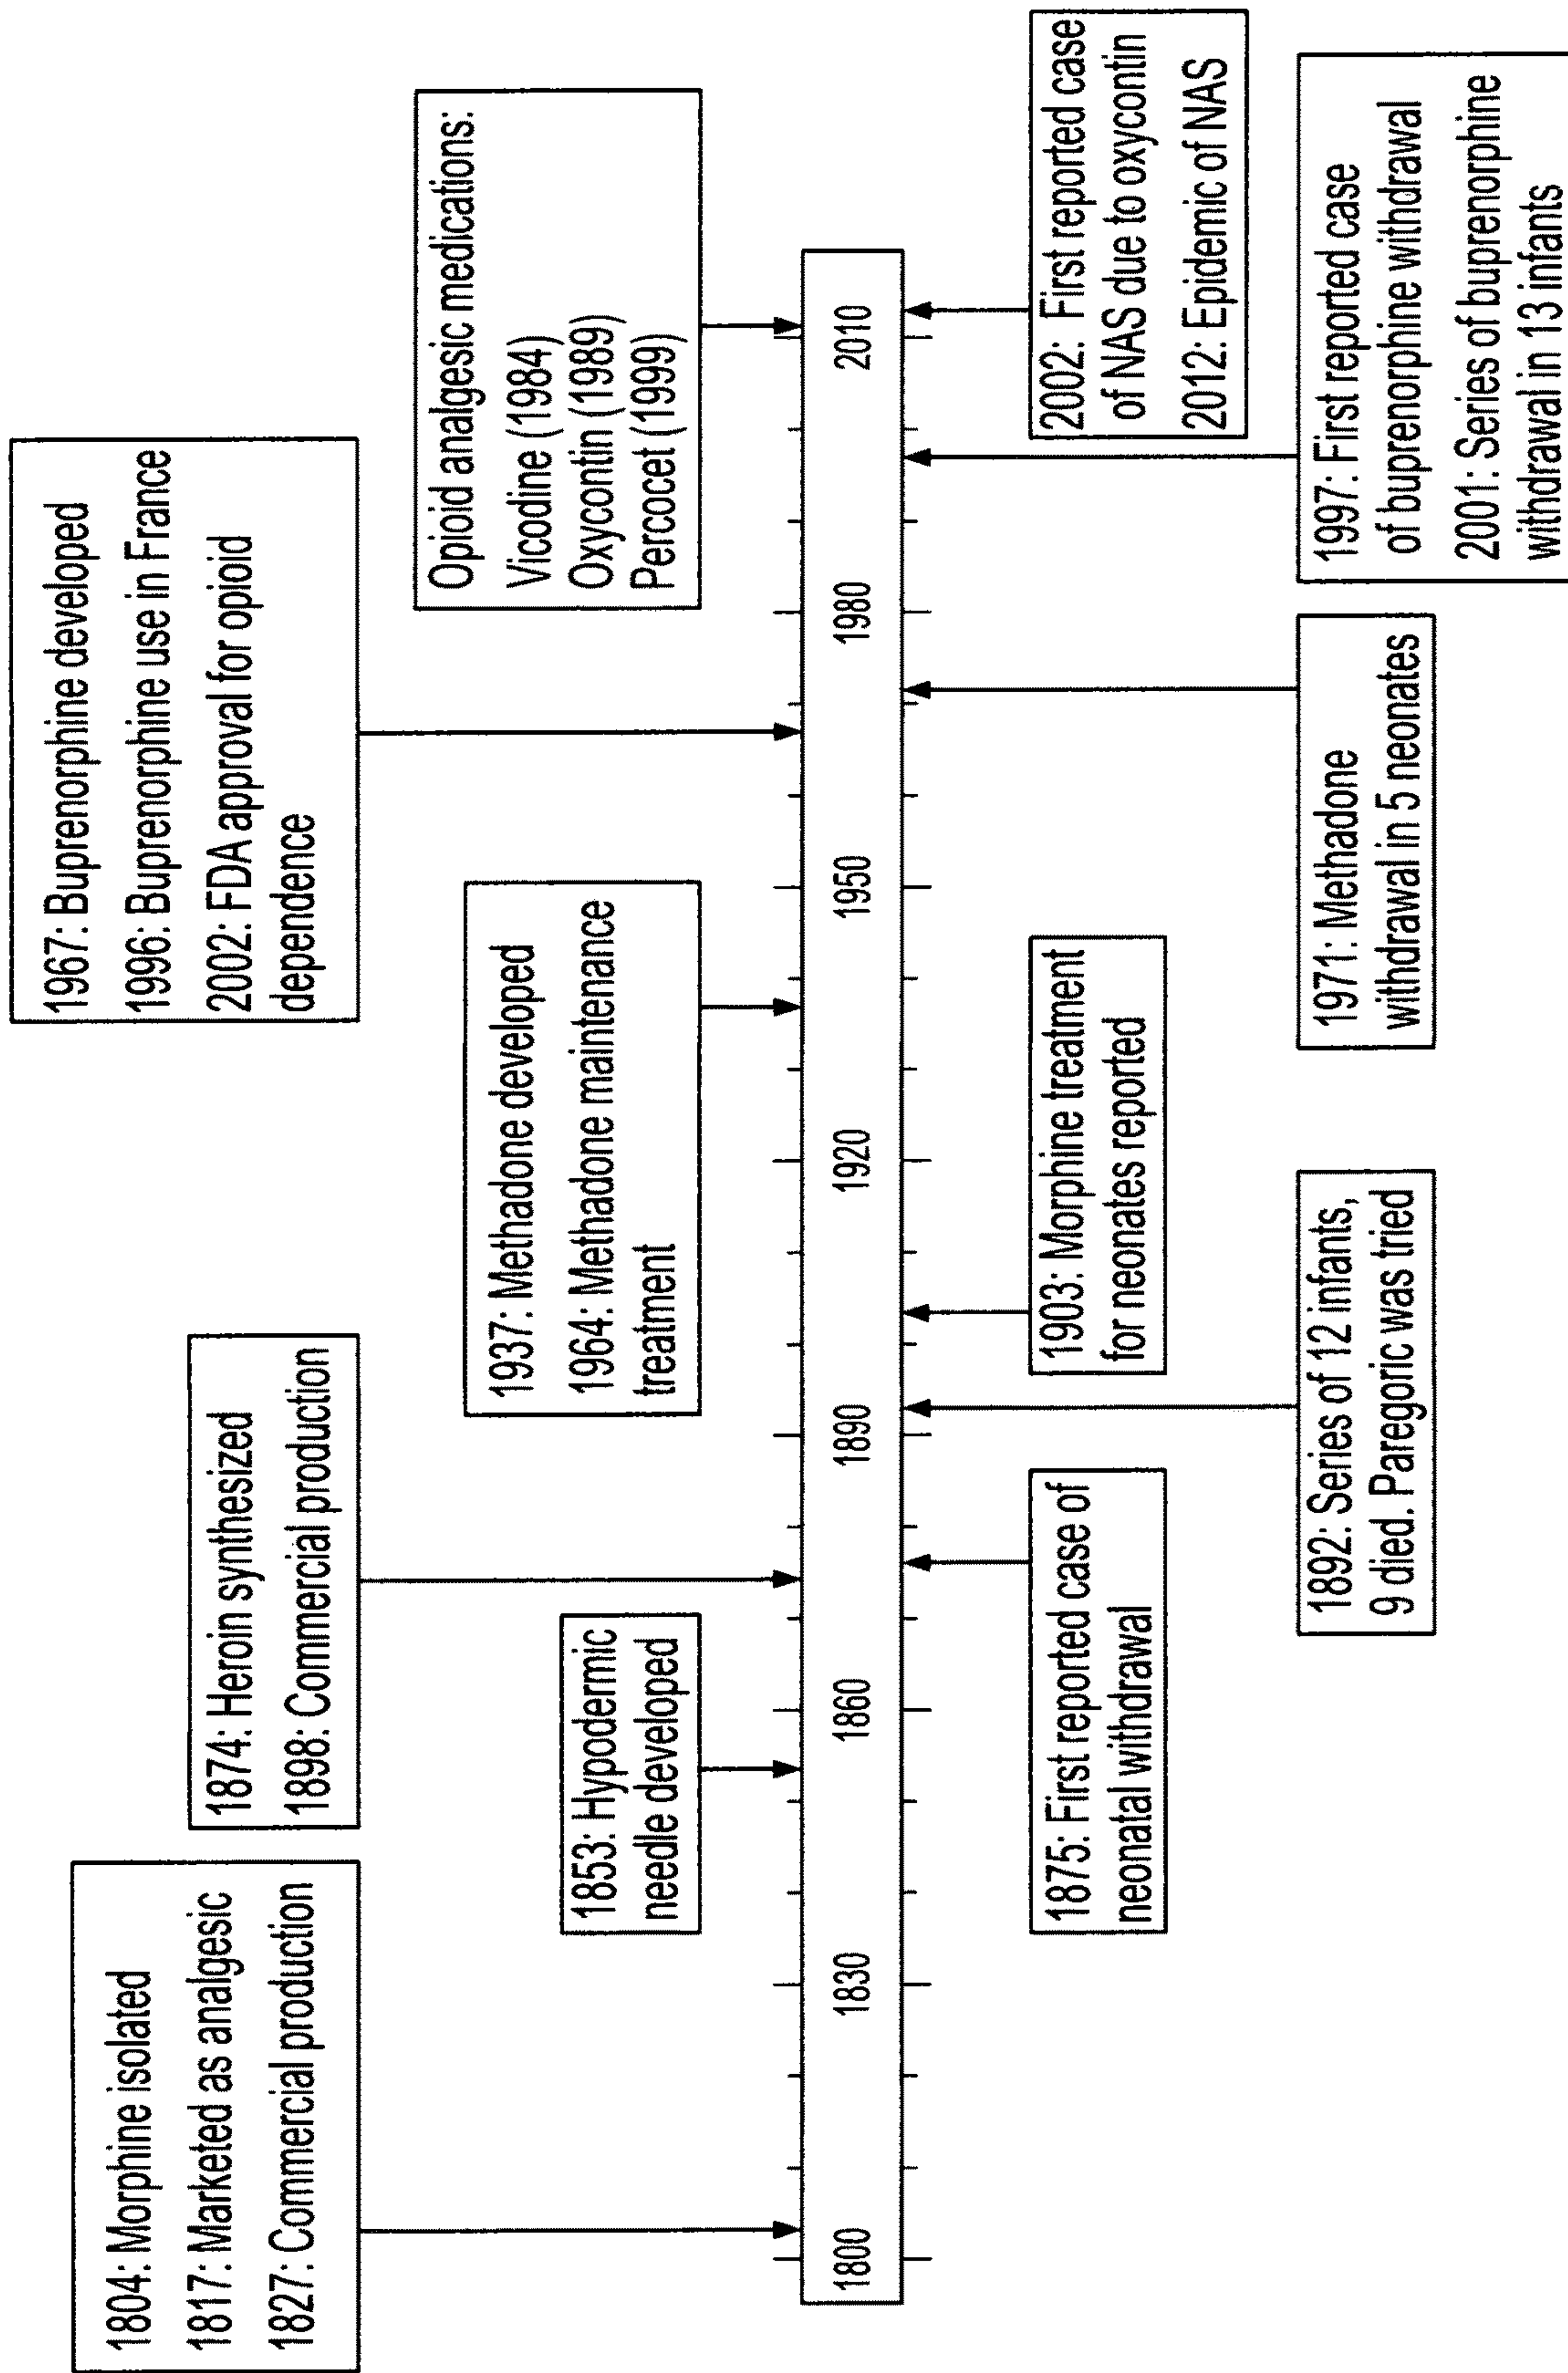 1804: Morphine isolated
1817: Marketed as analgesic
1827: Commercial production
1874: Heroin synthesized
1898: Commercial production
1853: Hypodermic
needle developed
1967: Buprenorphine developed
1996: Buprenorphine use in France
2002: FDA approval for opioid
dependence
1937: Methadone developed
1964: Methadone maintenance
treatment
Opioid analgesic medications:
Vicodine (1984)
Oxycontin (1989)
Percocet (1999)
1800
1830
1860
1890
1920
1950
1980
2010
1875: First reported case of
neonatal withdrawal
1892: Series of 12 infants,
9 died. Paregoric was tried
1903: Morphine treatment
for neonates reported
1971: Methadone
withdrawal in 5 neonates
2002: First reported case
of NAS due to oxycontin
2012: Epidemic of NAS
1997: First reported case
of buprenorphine withdrawal
2001: Series of buprenorphine
withdrawal in 13 infants